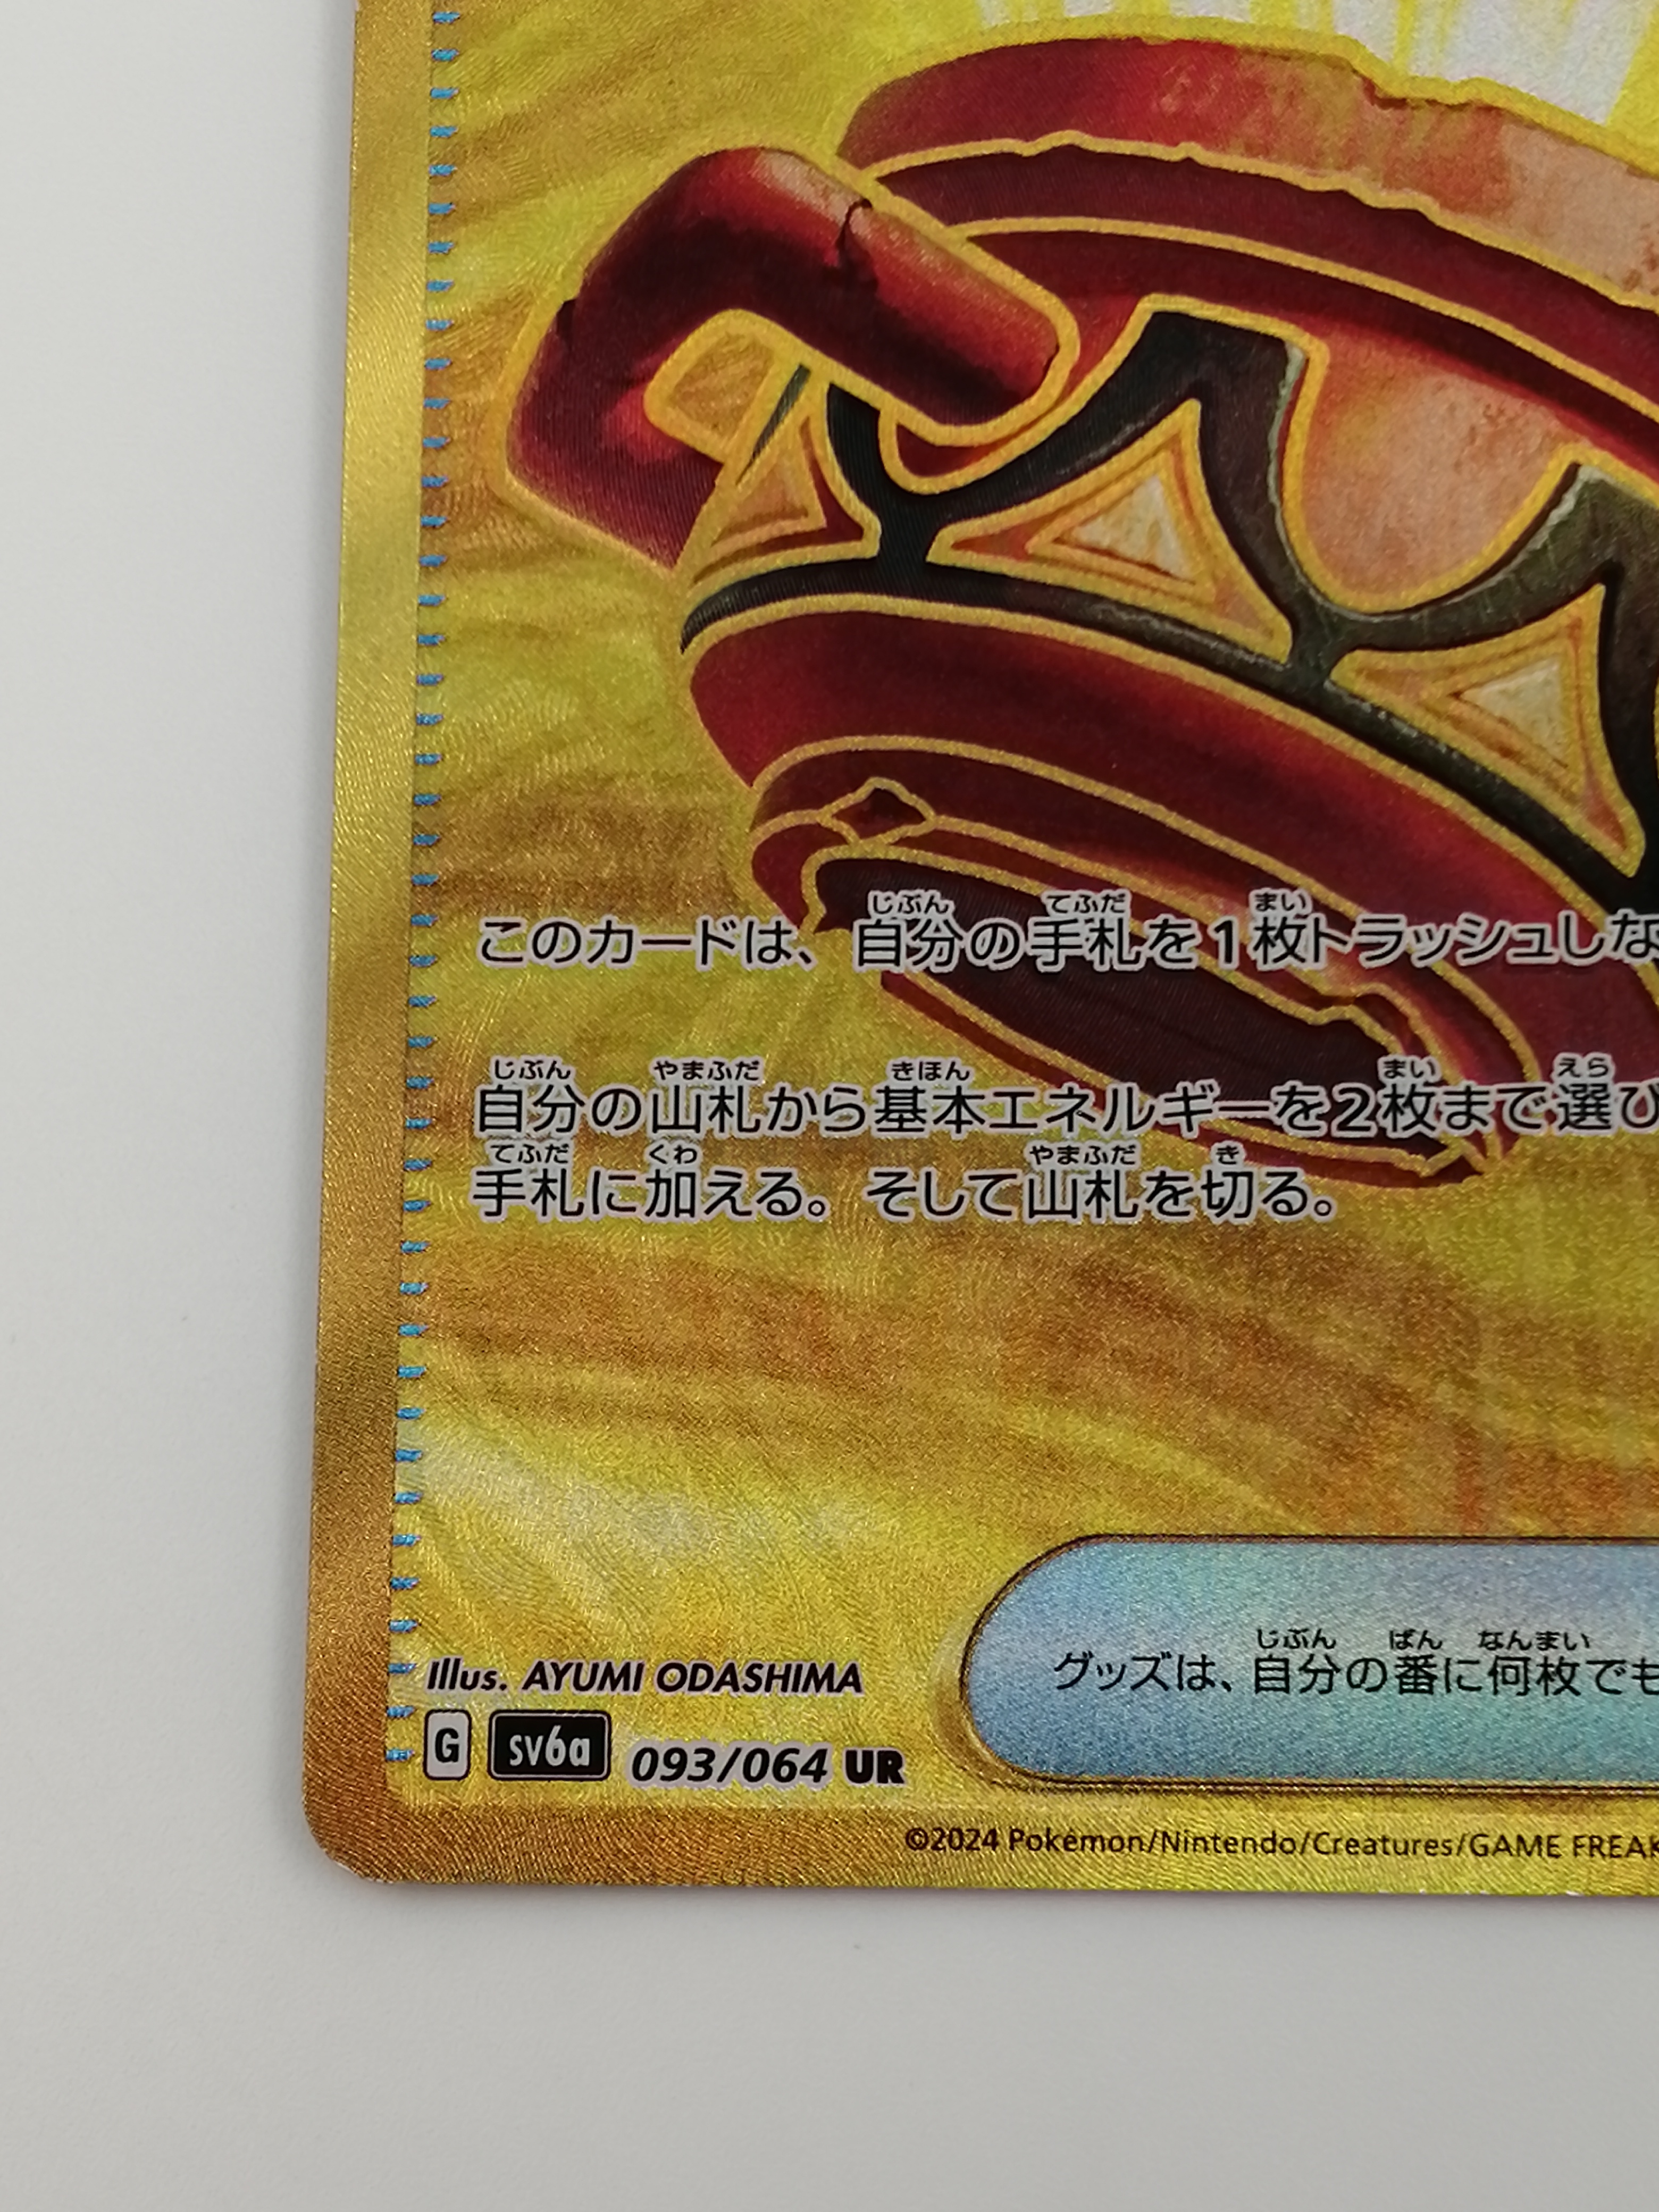 このカードは、自分の手札を1枚トラッシュしな
自分の山札から基本エネルギーを2枚まで選び
手札に加える。そして山札を切る。
Illus. AYUMI ODASHIMA
グッズは、自分の番に何枚でも
G sv6a 093/064 UR
©2024 Pokémon/Nintendo/Creatures/GAME FREAK